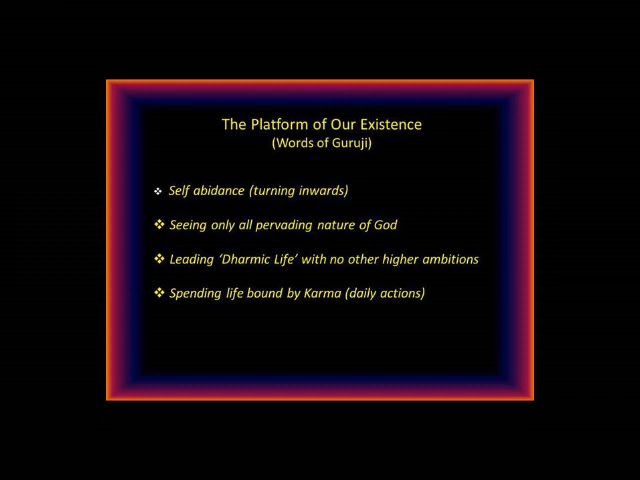 The Platform of Our Existence
(Words of Guruji)
❖ Self abidance (turning inwards)
❖ Seeing only all pervading nature of God
❖ Leading ‘Dharmic Life’ with no other higher ambitions
❖ Spending life bound by Karma (daily actions)